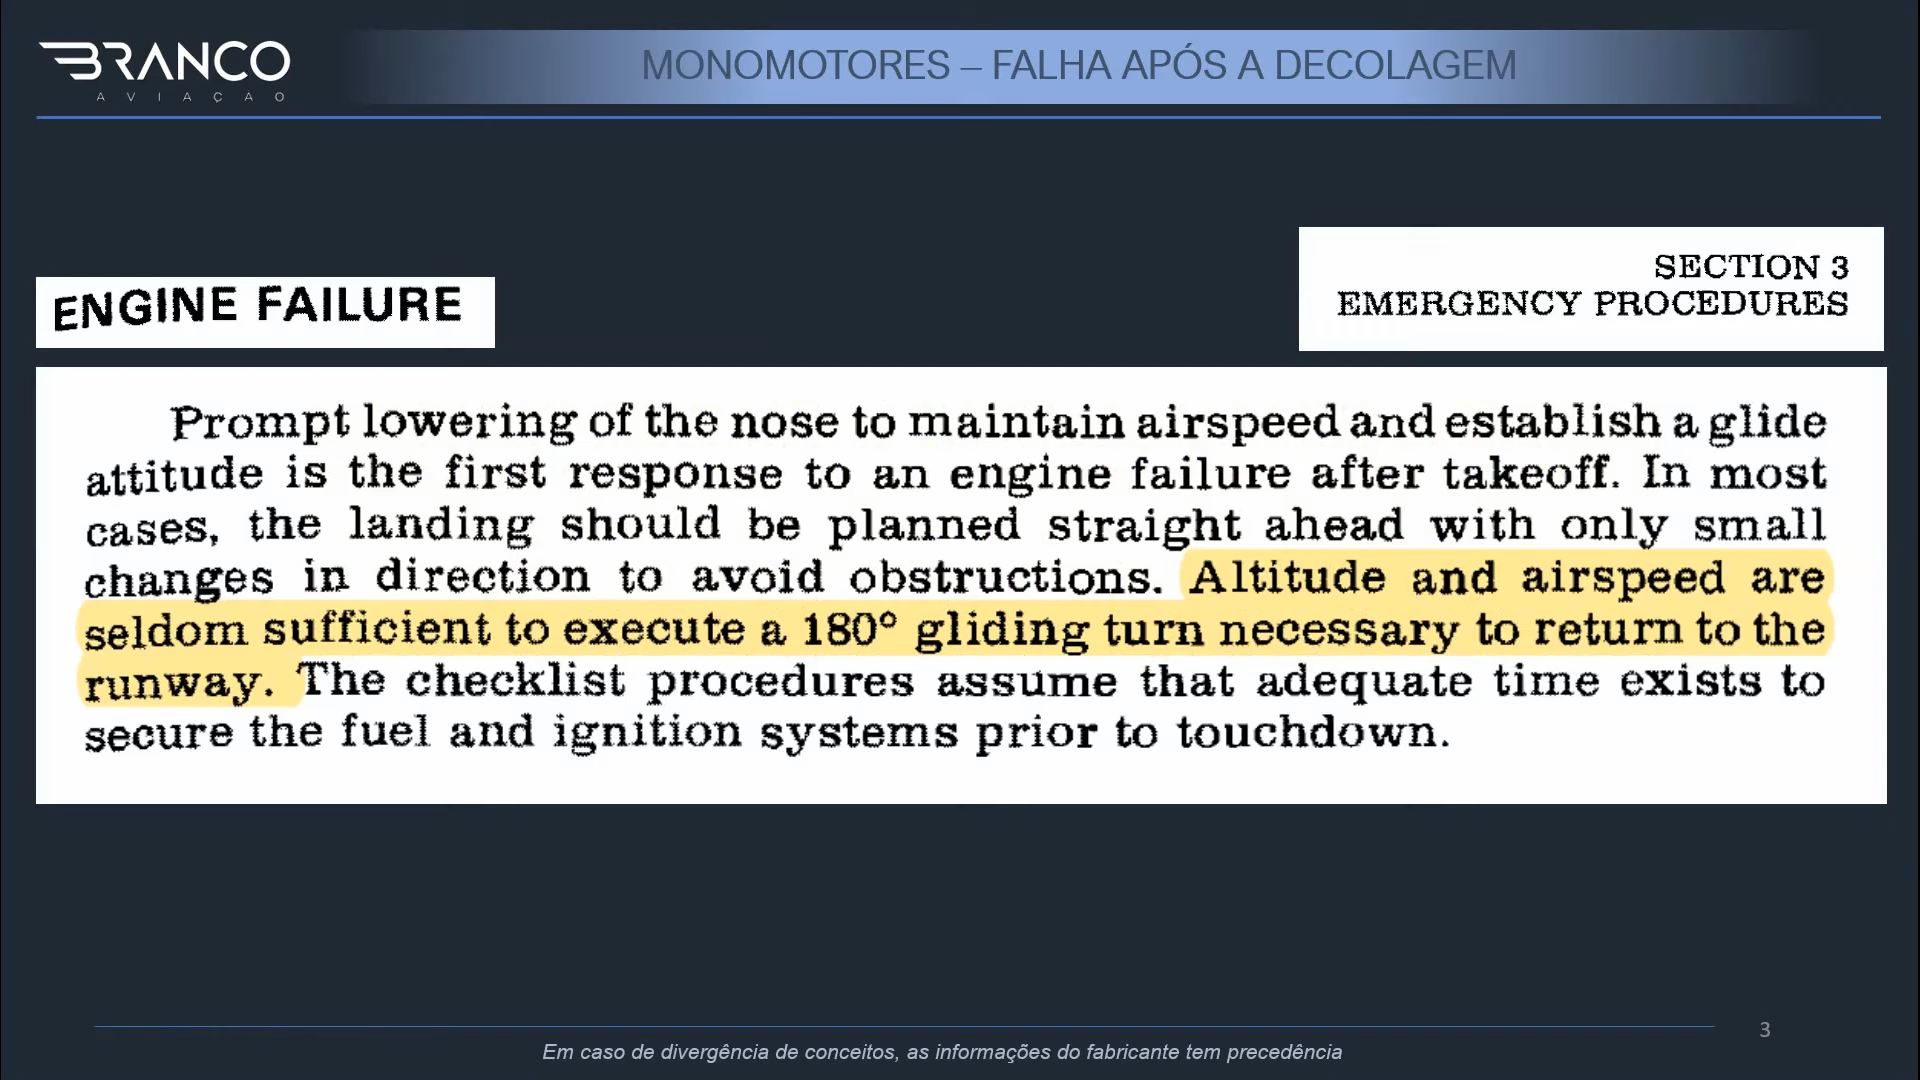 BRANCO
AVIAÇÃO
MONOMOTORES – FALHA APÓS A DECOLAGEM
SECTION 3
EMERGENCY PROCEDURES
ENGINE FAILURE
Prompt lowering of the nose to maintain airspeed and establish a glide
attitude is the first response to an engine failure after takeoff. In most
cases, the landing should be planned straight ahead with only small
changes in direction to avoid obstructions. Altitude and airspeed are
seldom sufficient to execute a 180° gliding turn necessary to return to the
runway. The checklist procedures assume that adequate time exists to
secure the fuel and ignition systems prior to touchdown.
3
Em caso de divergência de conceitos, as informações do fabricante tem precedência